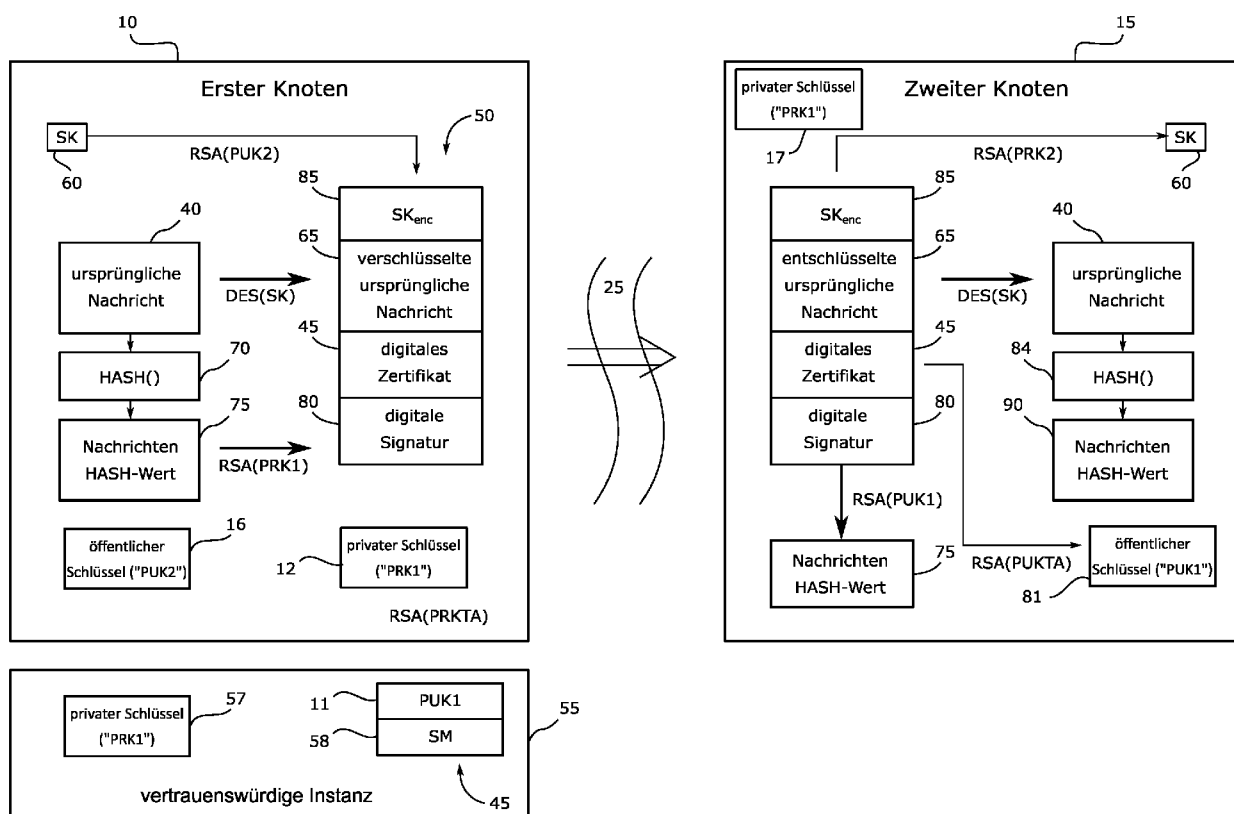 10
15
Erster Knoten
SK
60
RSA(PUK2)
50
85
SKenc
40
65
ursprüngliche
Nachricht
DES(SK)
verschlüsselte
ursprüngliche
Nachricht
70
45
HASH()
digitales
Zertifikat
75
80
Nachrichten
HASH-Wert
RSA(PRK1)
digitale
Signatur
16
öffentlicher
Schlüssel ("PUK2")
12
privater Schlüssel
("PRK1")
RSA(PRKTA)
25
privater Schlüssel
("PRK1")
17
Zweiter Knoten
RSA(PRK2)
SK
60
85
SKenc
65
40
entschlüsselte
ursprüngliche
Nachricht
DES(SK)
ursprüngliche
Nachricht
45
digitales
Zertifikat
84
HASH()
80
90
digitale
Signatur
Nachrichten
HASH-Wert
RSA(PUK1)
Nachrichten
HASH-Wert
75
RSA(PUKTA)
öffentlicher
Schlüssel ("PUK1")
81
privater Schlüssel
("PRK1")
57
11
PUK1
58
SM
55
45
vertrauenswürdige Instanz